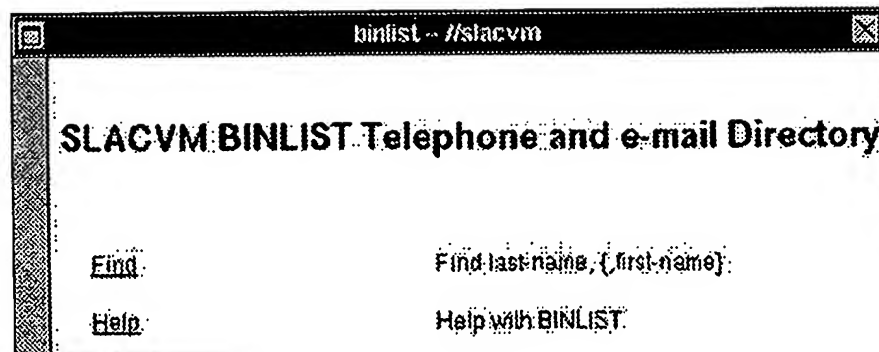 binlist -- //slacvm
SLACVM BINLIST Telephone and e-mail Directory
Find Find last-name, {,first-name}
Help Help with BINLIST